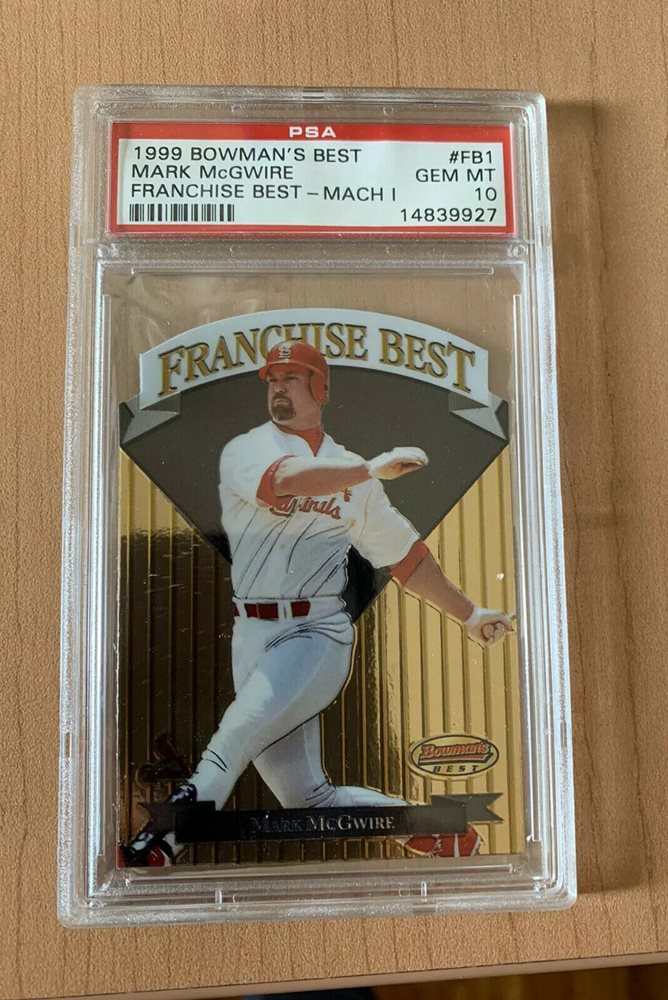 PSA
1999 BOWMAN'S BEST #FB1
MARK McGWIRE GEM MT
FRANCHISE BEST – MACH I 10
14839927
FRANCHISE BEST
Cardinals
Bowman's
BEST
MARK McGWIRE